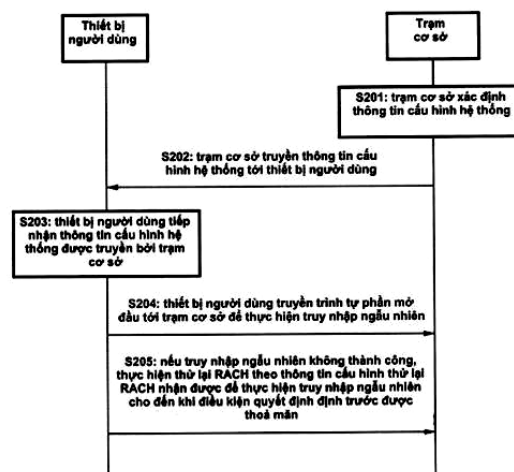 Thiết bị
người dùng
Trạm
cơ sở
S201: trạm cơ sở xác định
thông tin cấu hình hệ thống
S202: trạm cơ sở truyền thông tin cấu
hình hệ thống tới thiết bị người dùng
S203: thiết bị người dùng tiếp
nhận thông tin cấu hình hệ
thống được truyền bởi trạm
cơ sở
S204: thiết bị người dùng truyền trình tự phần mở
đầu tới trạm cơ sở để thực hiện truy nhập ngẫu nhiên
S205: nếu truy nhập ngẫu nhiên không thành công,
thực hiện thử lại RACH theo thông tin cấu hình thử lại
RACH nhận được để thực hiện truy nhập ngẫu nhiên
cho đến khi điều kiện quyết định định trước được
thoả mãn